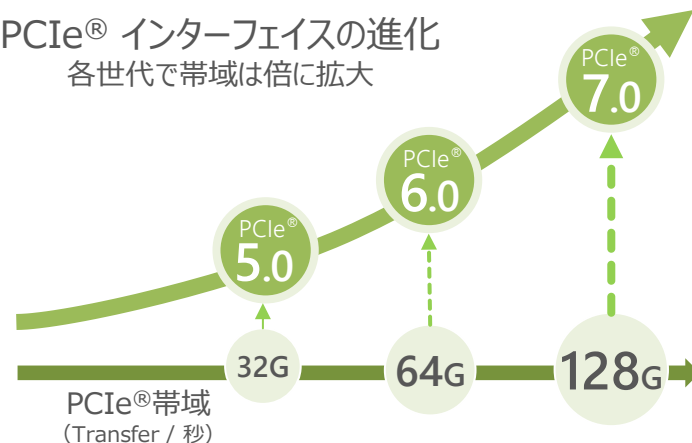 PCIe® インターフェイスの進化
各世代で帯域は倍に拡大
PCIe®
7.0
PCIe®
6.0
PCIe®
5.0
32G
64G
128G
PCIe®帯域
(Transfer / 秒)